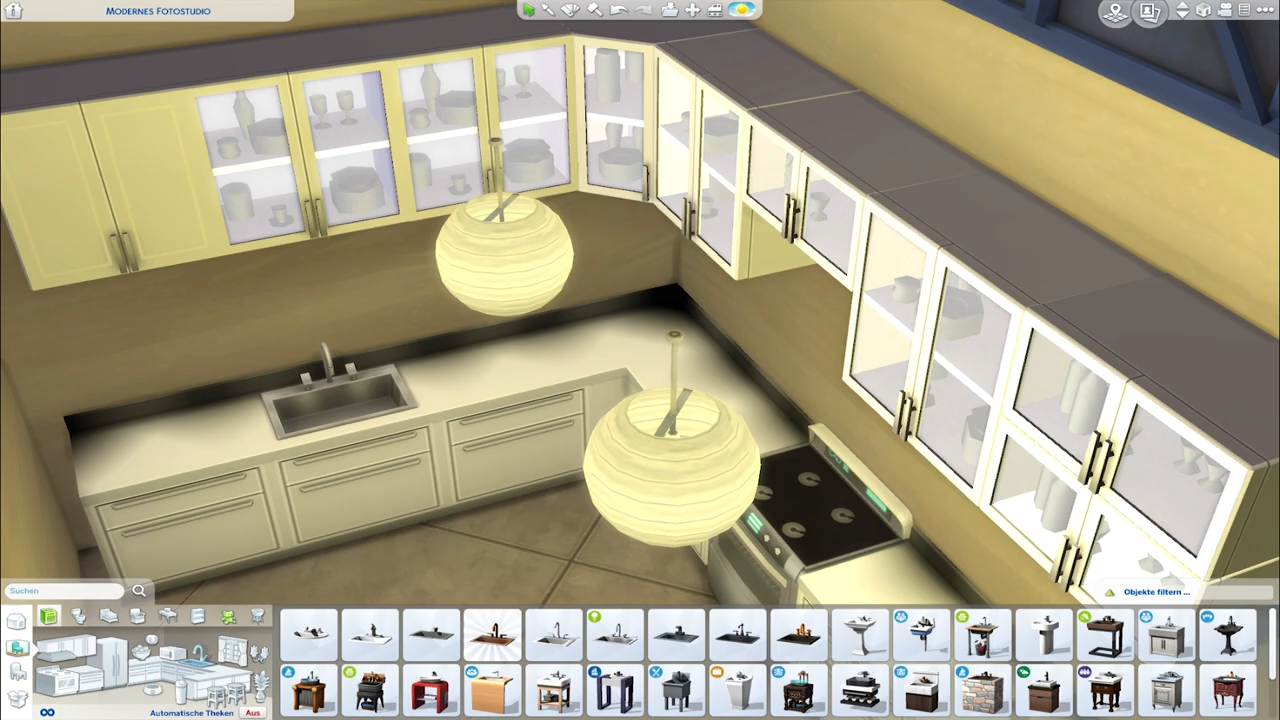 Modernes Fotostudio
Suchen
Objekte filtern ...
Automatische Theken Aus